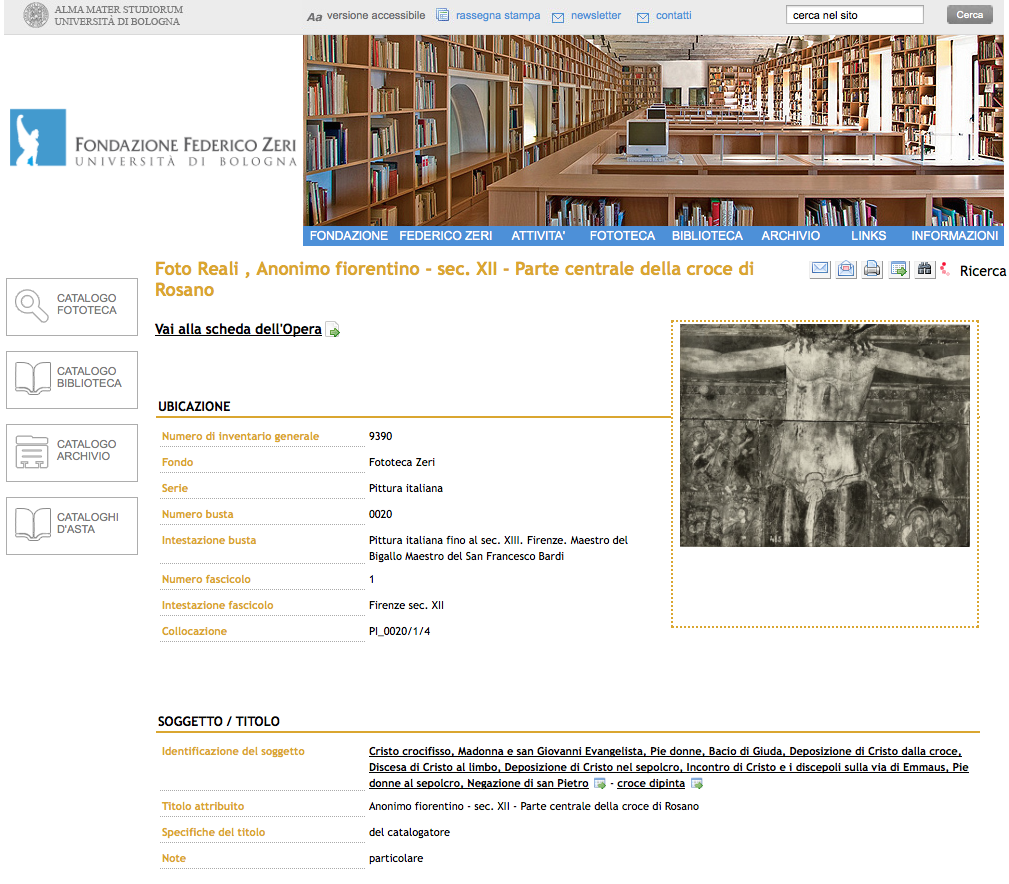 ALMA MATER STUDIORUM
UNIVERSITÀ DI BOLOGNA
Aa versione accessibile
rassegna stampa
newsletter
contatti
cerca nel sito
Cerca
FONDAZIONE FEDERICO ZERI
UNIVERSITÀ DI BOLOGNA
FONDAZIONE FEDERICO ZERI ATTIVITA' FOTOTECA BIBLIOTECA ARCHIVIO LINKS INFORMAZIONI
Foto Reali , Anonimo fiorentino - sec. XII - Parte centrale della croce di
Rosano
Ricerca
CATALOGO
FOTOTECA
CATALOGO
BIBLIOTECA
CATALOGO
ARCHIVIO
CATALOGHI
D'ASTA
Vai alla scheda dell'Opera
UBICAZIONE
Numero di inventario generale 9390
Fondo Fototeca Zeri
Serie Pittura italiana
Numero busta 0020
Intestazione busta Pittura italiana fino al sec. XIII. Firenze. Maestro del
Bigallo Maestro del San Francesco Bardi
Numero fascicolo 1
Intestazione fascicolo Firenze sec. XII
Collocazione PI_0020/1/4
SOGGETTO / TITOLO
Identificazione del soggetto Cristo crocifisso, Madonna e san Giovanni Evangelista, Pie donne, Bacio di Giuda, Deposizione di Cristo dalla croce,
Discesa di Cristo al limbo, Deposizione di Cristo nel sepolcro, Incontro di Cristo e i discepoli sulla via di Emmaus, Pie
donne al sepolcro, Negazione di san Pietro - croce dipinta
Titolo attribuito Anonimo fiorentino - sec. XII - Parte centrale della croce di Rosano
Specifiche del titolo del catalogatore
Note particolare